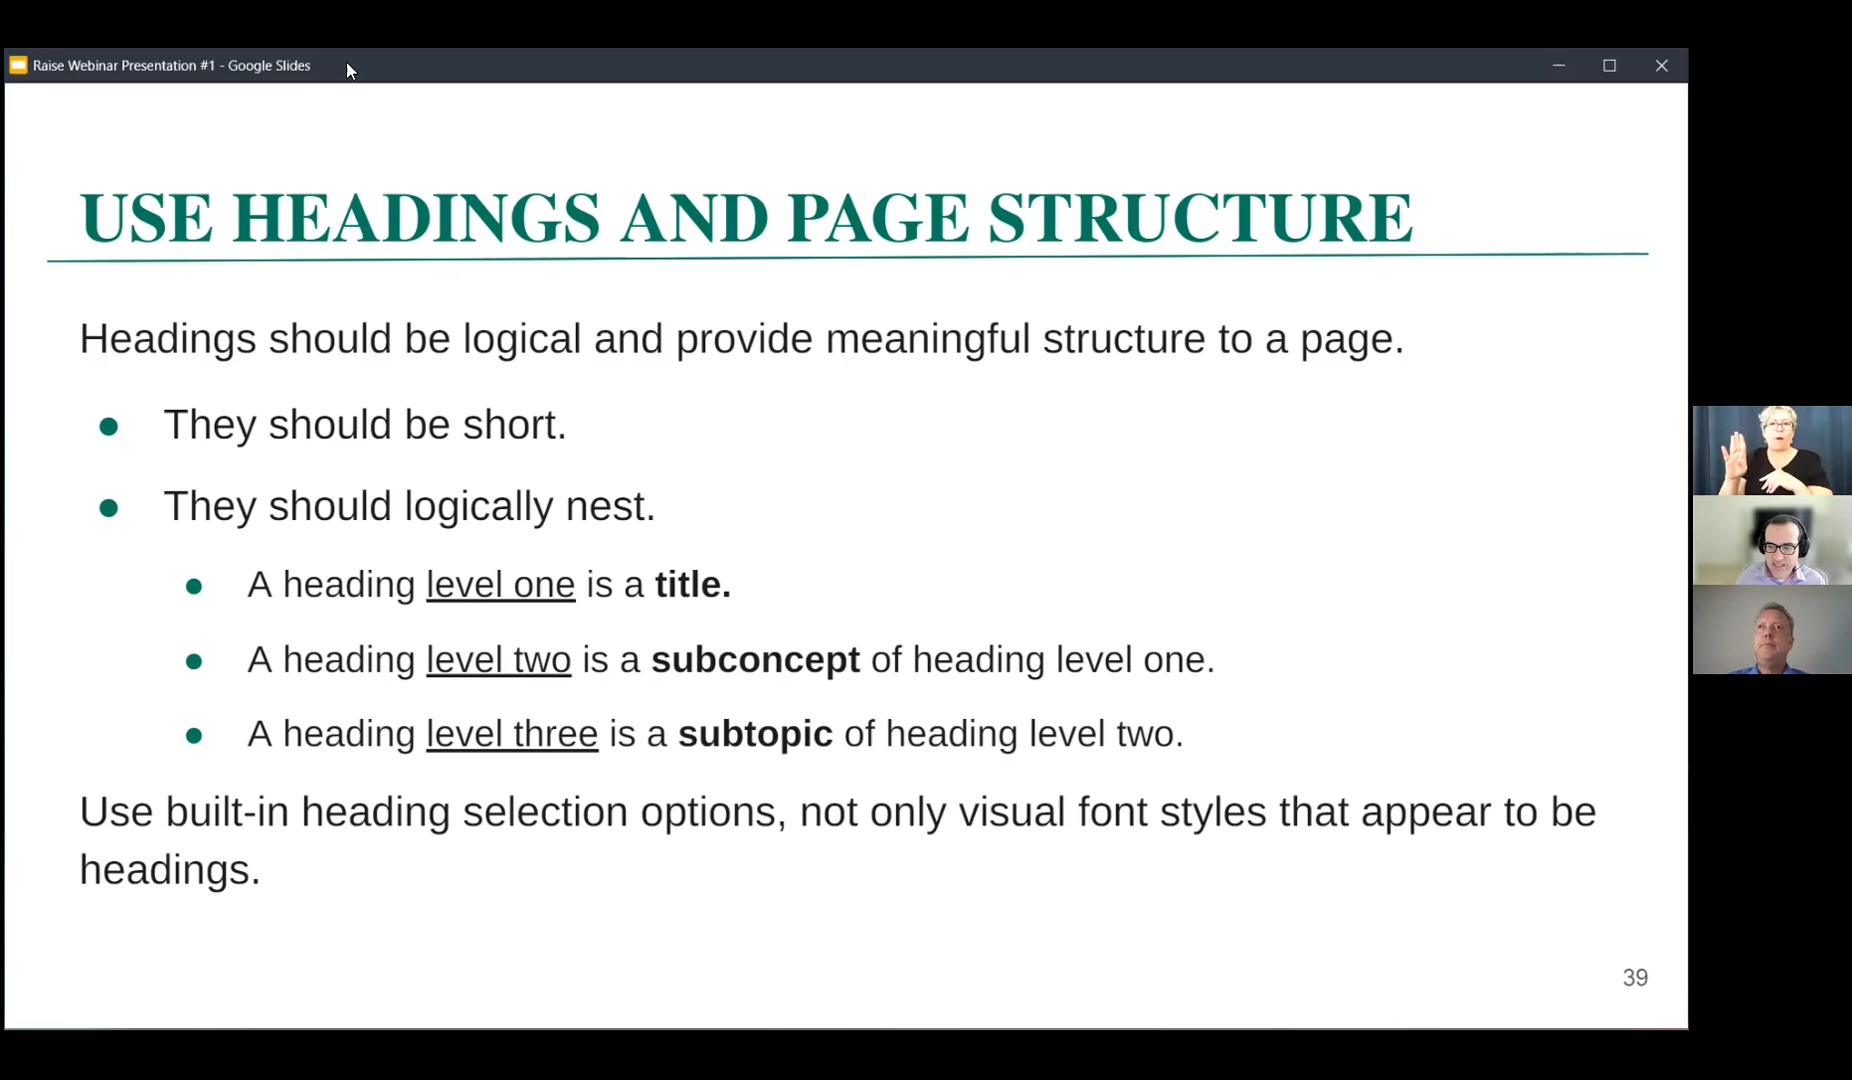 Raise Webinar Presentation #1 - Google Slides
USE HEADINGS AND PAGE STRUCTURE
Headings should be logical and provide meaningful structure to a page.
● They should be short.
● They should logically nest.
● A heading level one is a title.
● A heading level two is a subconcept of heading level one.
● A heading level three is a subtopic of heading level two.
Use built-in heading selection options, not only visual font styles that appear to be
headings.
39